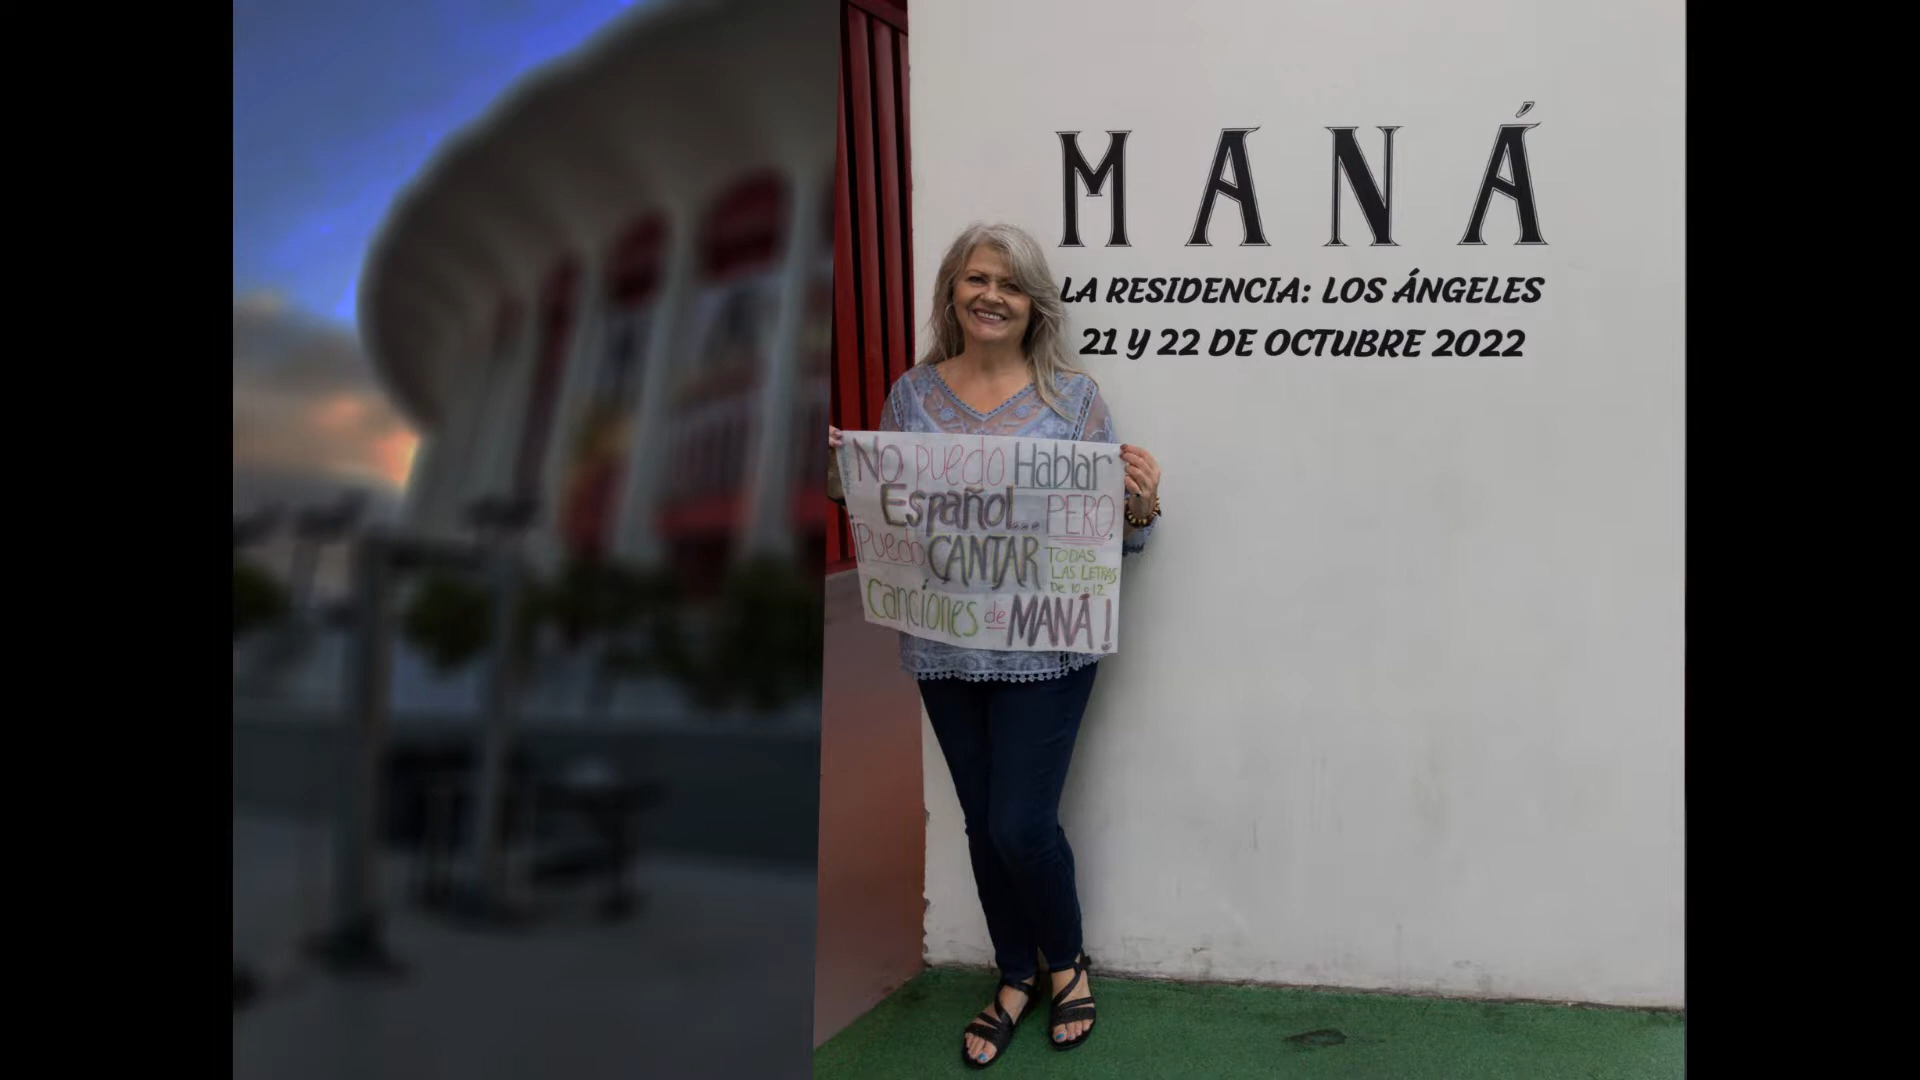 MANÁ
LA RESIDENCIA: LOS ÁNGELES
21 Y 22 DE OCTUBRE 2022
NO PUEDO Hablar
Español... PERO,
¡PUEDO CANTAR TODAS
LAS LETRAS
DE 10 o 12
canciones de MANÁ!